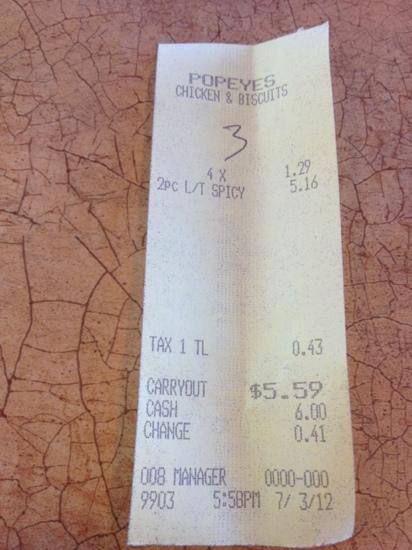 POPEYES
CHICKEN & BISCUITS
3
4 X 1.29
2pc L/T SPICY 5.16
TAX 1 TL 0.43
CARRYOUT $5.59
CASH 6.00
CHANGE 0.41
008 MANAGER 0000-000
9903 5:58PM 7/ 3/12